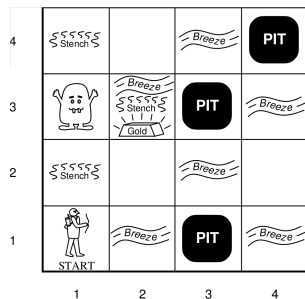 4
Stench
Breeze
PIT
3
Breeze
Stench
Gold
PIT
Breeze
2
Stench
Breeze
1
START
Breeze
PIT
Breeze
1 2 3 4